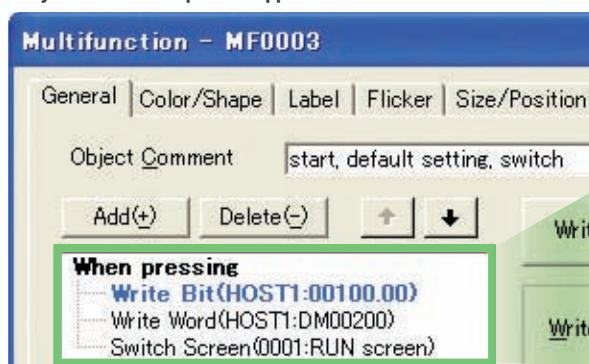 Multifunction - MF0003
General Color/Shape Label Flicker Size/Position
Object Comment start, default setting, switch
Add(+) Delete(-)
When pressing
Write Bit(HOST1:00100.00)
Write Word(HOST1:DM00200)
Switch Screen(0001:RUN screen)